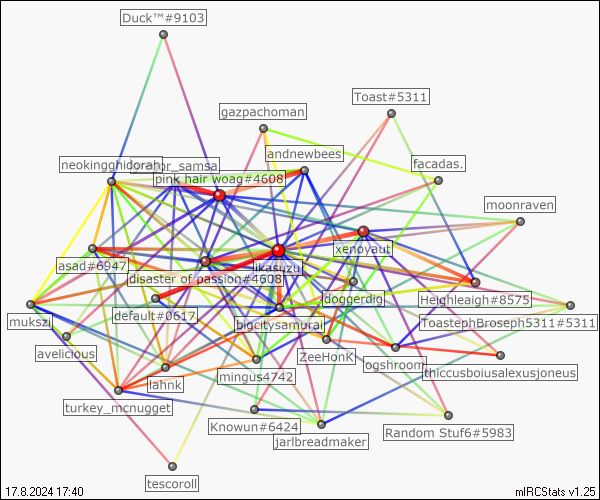 Duck™#9103
Toast#5311
gazpachoman
andnewbees
neokingghidorah
pink hair woag#4608
facadas.
moonraven
xenoyaut
asad#6947
likasuzu
disaster of passion#4608
doggerdig
Heighleaigh#8575
mukszi
default#0617
bigcitysamurai
ToastephBroseph5311#5311
avelicious
ZeeHonK
ogshroom
thiccusboiusalexusjoneus
lahnk
mingus4742
turkey_mcnugget
Knowun#6424
jarlbreadmaker
Random Stuf6#5983
tescoroll
17.8.2024 17:40
mIRCStats v1.25